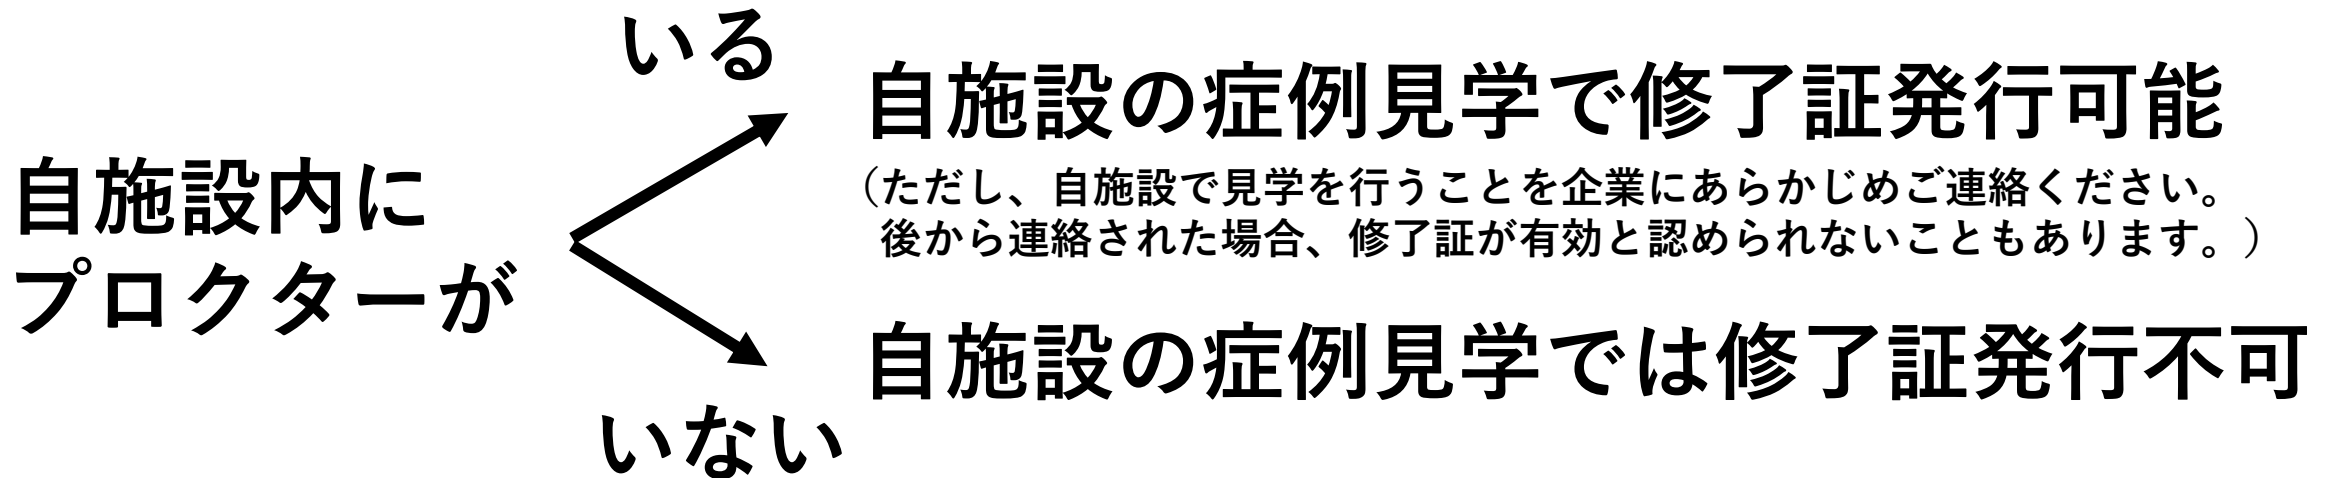 自施設内に
プロクターが
いる
自施設の症例見学で修了証発行可能
（ただし、自施設で見学を行うことを企業にあらかじめご連絡ください。
後から連絡された場合、修了証が有効と認められないこともあります。）
いない
自施設の症例見学では修了証発行不可